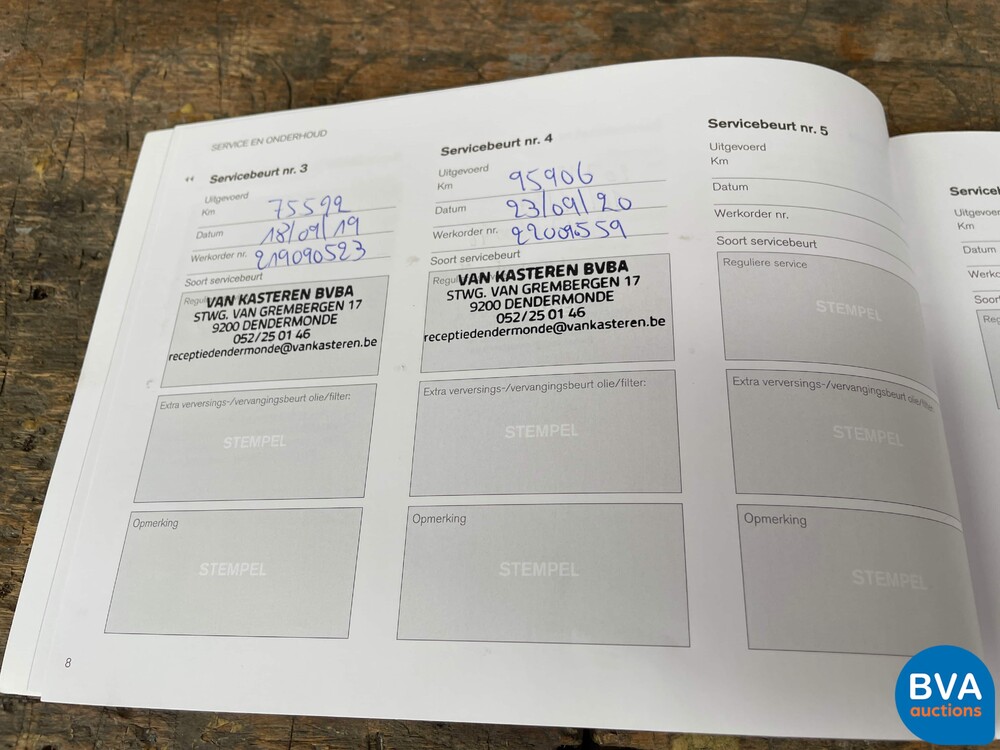 SERVICE EN ONDERHOUD
Servicebeurt nr. 3
Uitgevoerd
Km 75592
Datum 18/09/19
Werkorder nr. 219090523
Soort servicebeurt
VAN KASTEREN BVBA
STWG. VAN GREMBERGEN 17
9200 DENDERMONDE
052/25 01 46
receptiedendermonde@vankasteren.be
Extra verversings-/vervangingsbeurt olie/filter:
STEMPEL
Opmerking
STEMPEL
8
Servicebeurt nr. 4
Uitgevoerd
Km 95906
Datum 23/09/20
Werkorder nr. 22009559
Soort servicebeurt
VAN KASTEREN BVBA
STWG. VAN GREMBERGEN 17
9200 DENDERMONDE
052/25 01 46
receptiedendermonde@vankasteren.be
Extra verversings-/vervangingsbeurt olie/filter:
STEMPEL
Opmerking
STEMPEL
Servicebeurt nr. 5
Uitgevoerd
Km
Datum
Werkorder nr.
Soort servicebeurt
Reguliere service
STEMPEL
Extra verversings-/vervangingsbeurt olie/filter:
STEMPEL
Opmerking
STEMPEL
Km
Datum
BVA
auctions